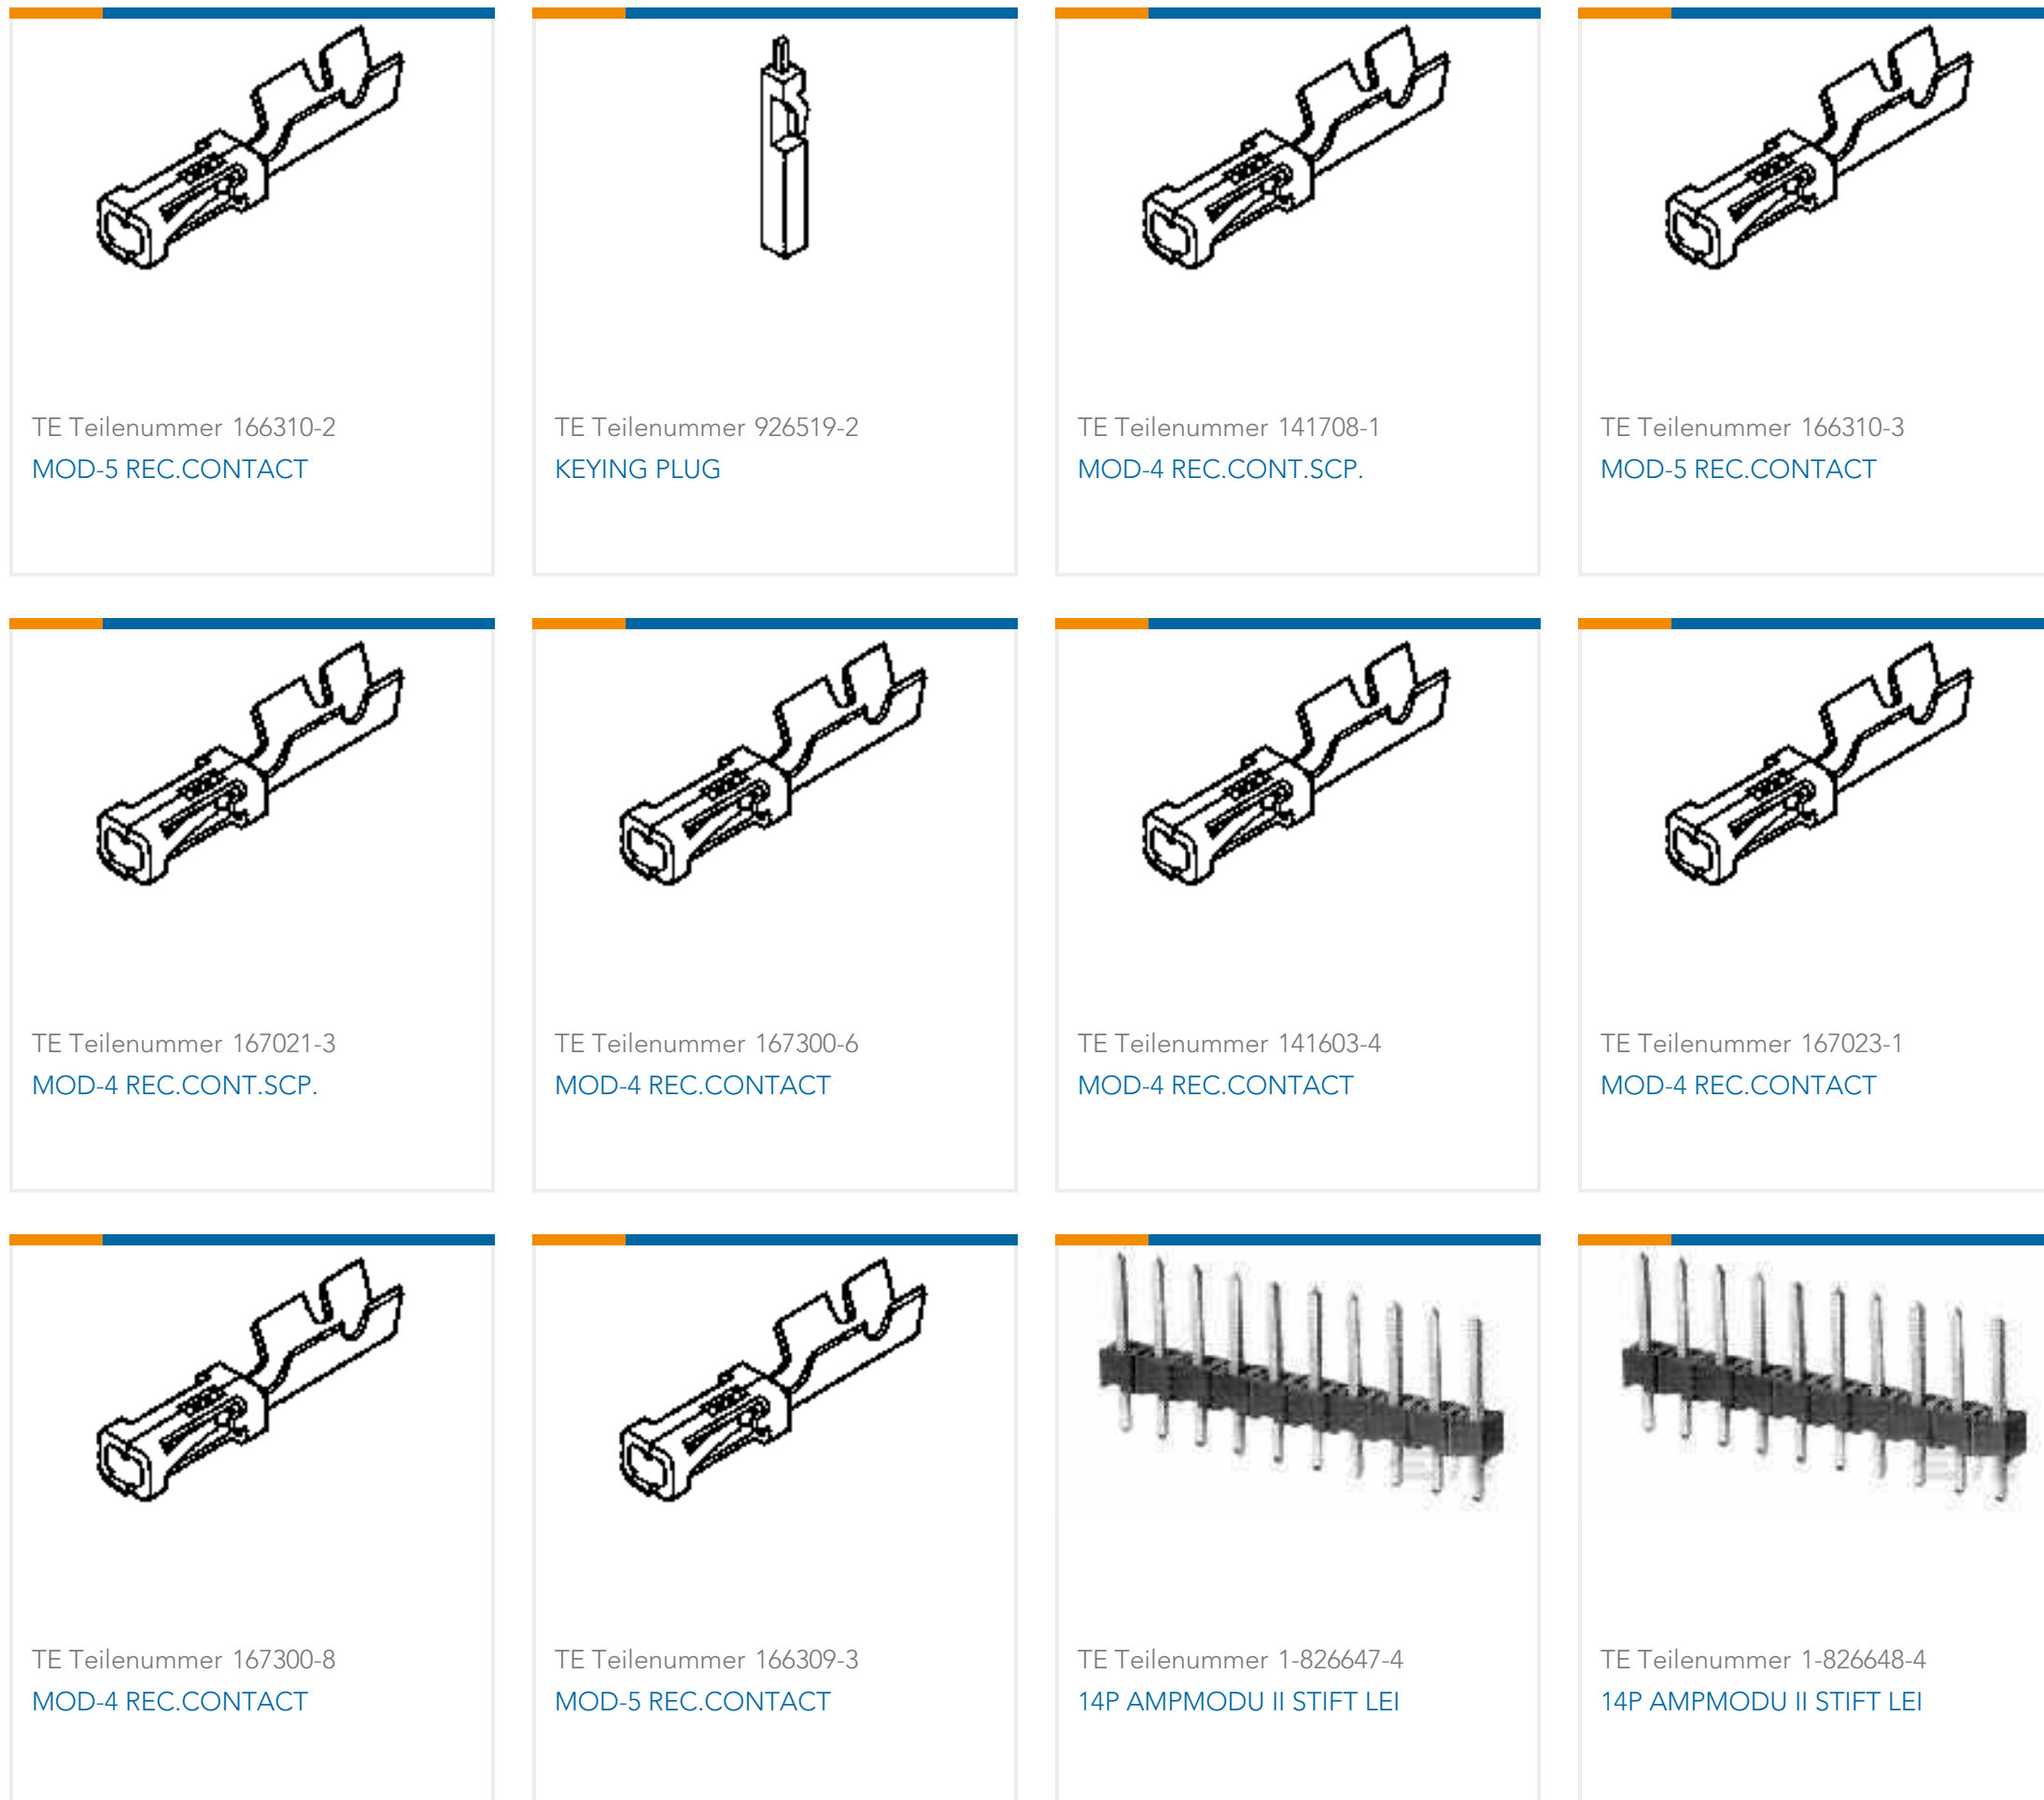 TE Teilenummer 166310-2
MOD-5 REC.CONTACT
TE Teilenummer 926519-2
KEYING PLUG
TE Teilenummer 141708-1
MOD-4 REC.CONT.SCP.
TE Teilenummer 166310-3
MOD-5 REC.CONTACT
TE Teilenummer 167021-3
MOD-4 REC.CONT.SCP.
TE Teilenummer 167300-6
MOD-4 REC.CONTACT
TE Teilenummer 141603-4
MOD-4 REC.CONTACT
TE Teilenummer 167023-1
MOD-4 REC.CONTACT
TE Teilenummer 167300-8
MOD-4 REC.CONTACT
TE Teilenummer 166309-3
MOD-5 REC.CONTACT
TE Teilenummer 1-826647-4
14P AMPMODU II STIFT LEI
TE Teilenummer 1-826648-4
14P AMPMODU II STIFT LEI